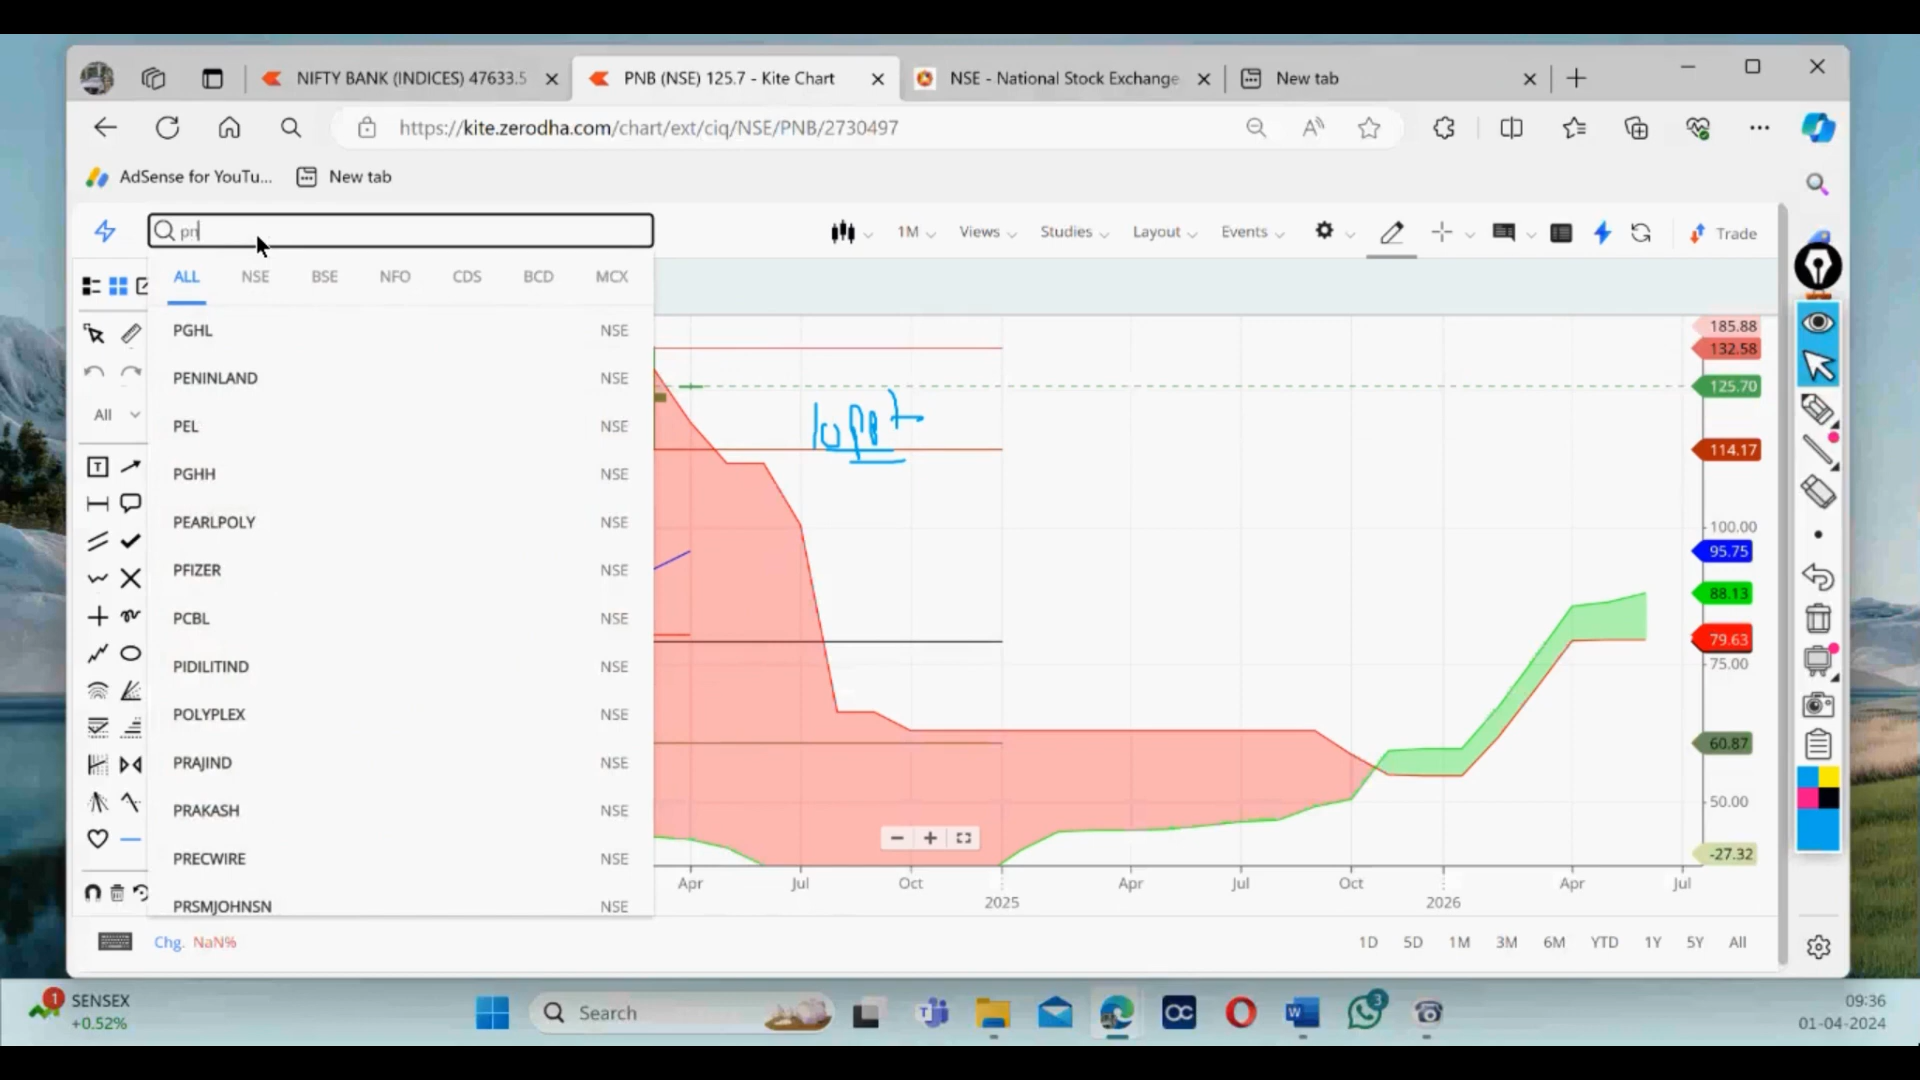 NIFTY BANK (INDICES) 47633.5
PNB (NSE) 125.7 - Kite Chart
NSE - National Stock Exchange
New tab
https://kite.zerodha.com/chart/ext/ciq/NSE/PNB/2730497
AdSense for YouTu...
New tab
pn
1M
Views
Studies
Layout
Events
Trade
ALL NSE BSE NFO CDS BCD MCX
All
PGHL NSE
PENINLAND NSE
PEL NSE
PGHH NSE
PEARLPOLY NSE
PFIZER NSE
PCBL NSE
PIDILITIND NSE
POLYPLEX NSE
PRAJIND NSE
PRAKASH NSE
PRECWIRE NSE
PRSMJOHNSN NSE
185.88
132.58
125.70
114.17
100.00
95.75
88.13
79.63
75.00
60.87
50.00
-27.32
Apr Jul Oct 2025 Apr Jul Oct 2026 Apr Jul
Chg. NaN%
1D 5D 1M 3M 6M YTD 1Y 5Y All
1
SENSEX
+0.52%
Search
3
09:36
01-04-2024